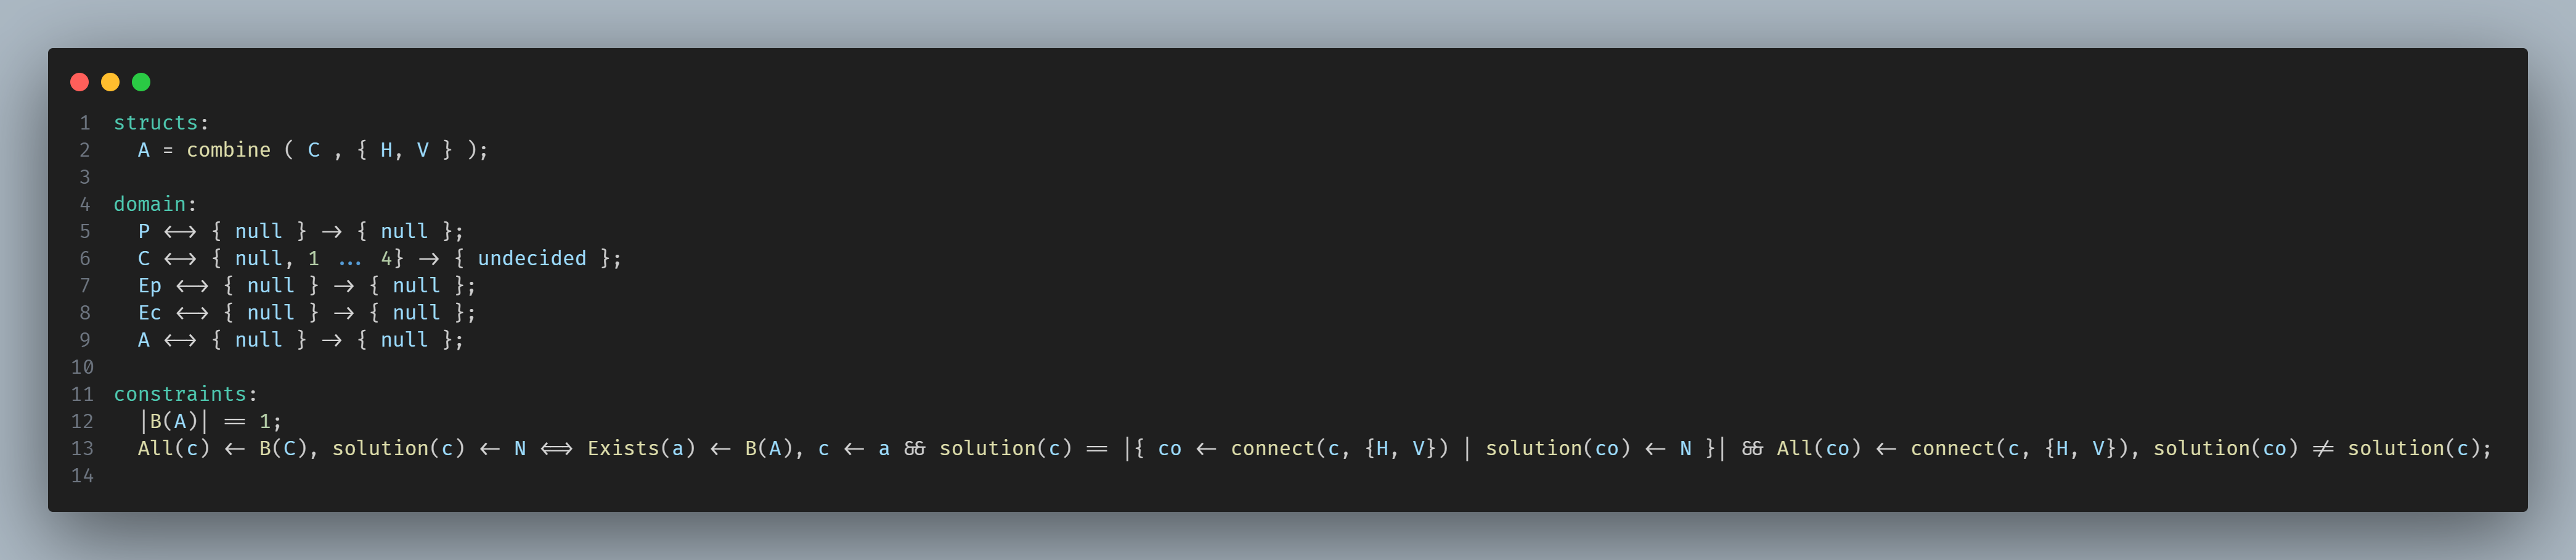 1 structs:
2 A = combine ( C , { H, V } );
3
4 domain:
5 P ⟷ { null } → { null };
6 C ⟷ { null, 1 … 4} → { undecided };
7 Ep ⟷ { null } → { null };
8 Ec ⟷ { null } → { null };
9 A ⟷ { null } → { null };
10
11 constraints:
12 |B(A)| == 1;
13 All(c) ← B(C), solution(c) ← N ⟺ Exists(a) ← B(A), c ← a && solution(c) == |{ co ← connect(c, {H, V}) | solution(co) ← N }| && All(co) ← connect(c, {H, V}), solution(co) ≠ solution(c);
14